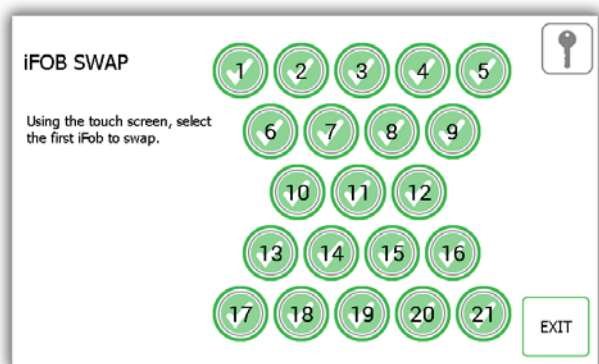 iFOB SWAP
Using the touch screen, select
the first iFob to swap.
1 2 3 4 5
6 7 8 9
10 11 12
13 14 15 16
17 18 19 20 21
EXIT